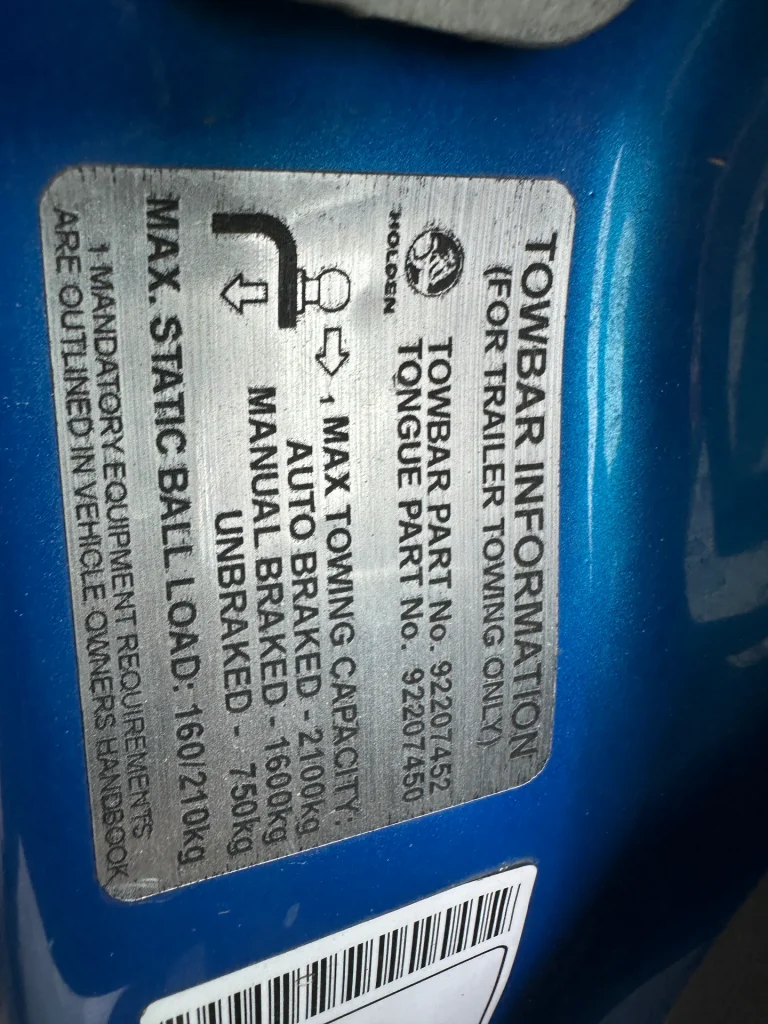 TOWBAR INFORMATION
(FOR TRAILER TOWING ONLY)
HOLDEN
TOWBAR PART No. 92207452
TONGUE PART No. 92207450
1 MAX TOWING CAPACITY:
AUTO BRAKED - 2100kg
MANUAL BRAKED - 1600kg
UNBRAKED - 750kg
MAX. STATIC BALL LOAD: 160/210kg
1 MANDATORY EQUIPMENT REQUIREMENTS
ARE OUTLINED IN VEHICLE OWNERS HANDBOOK